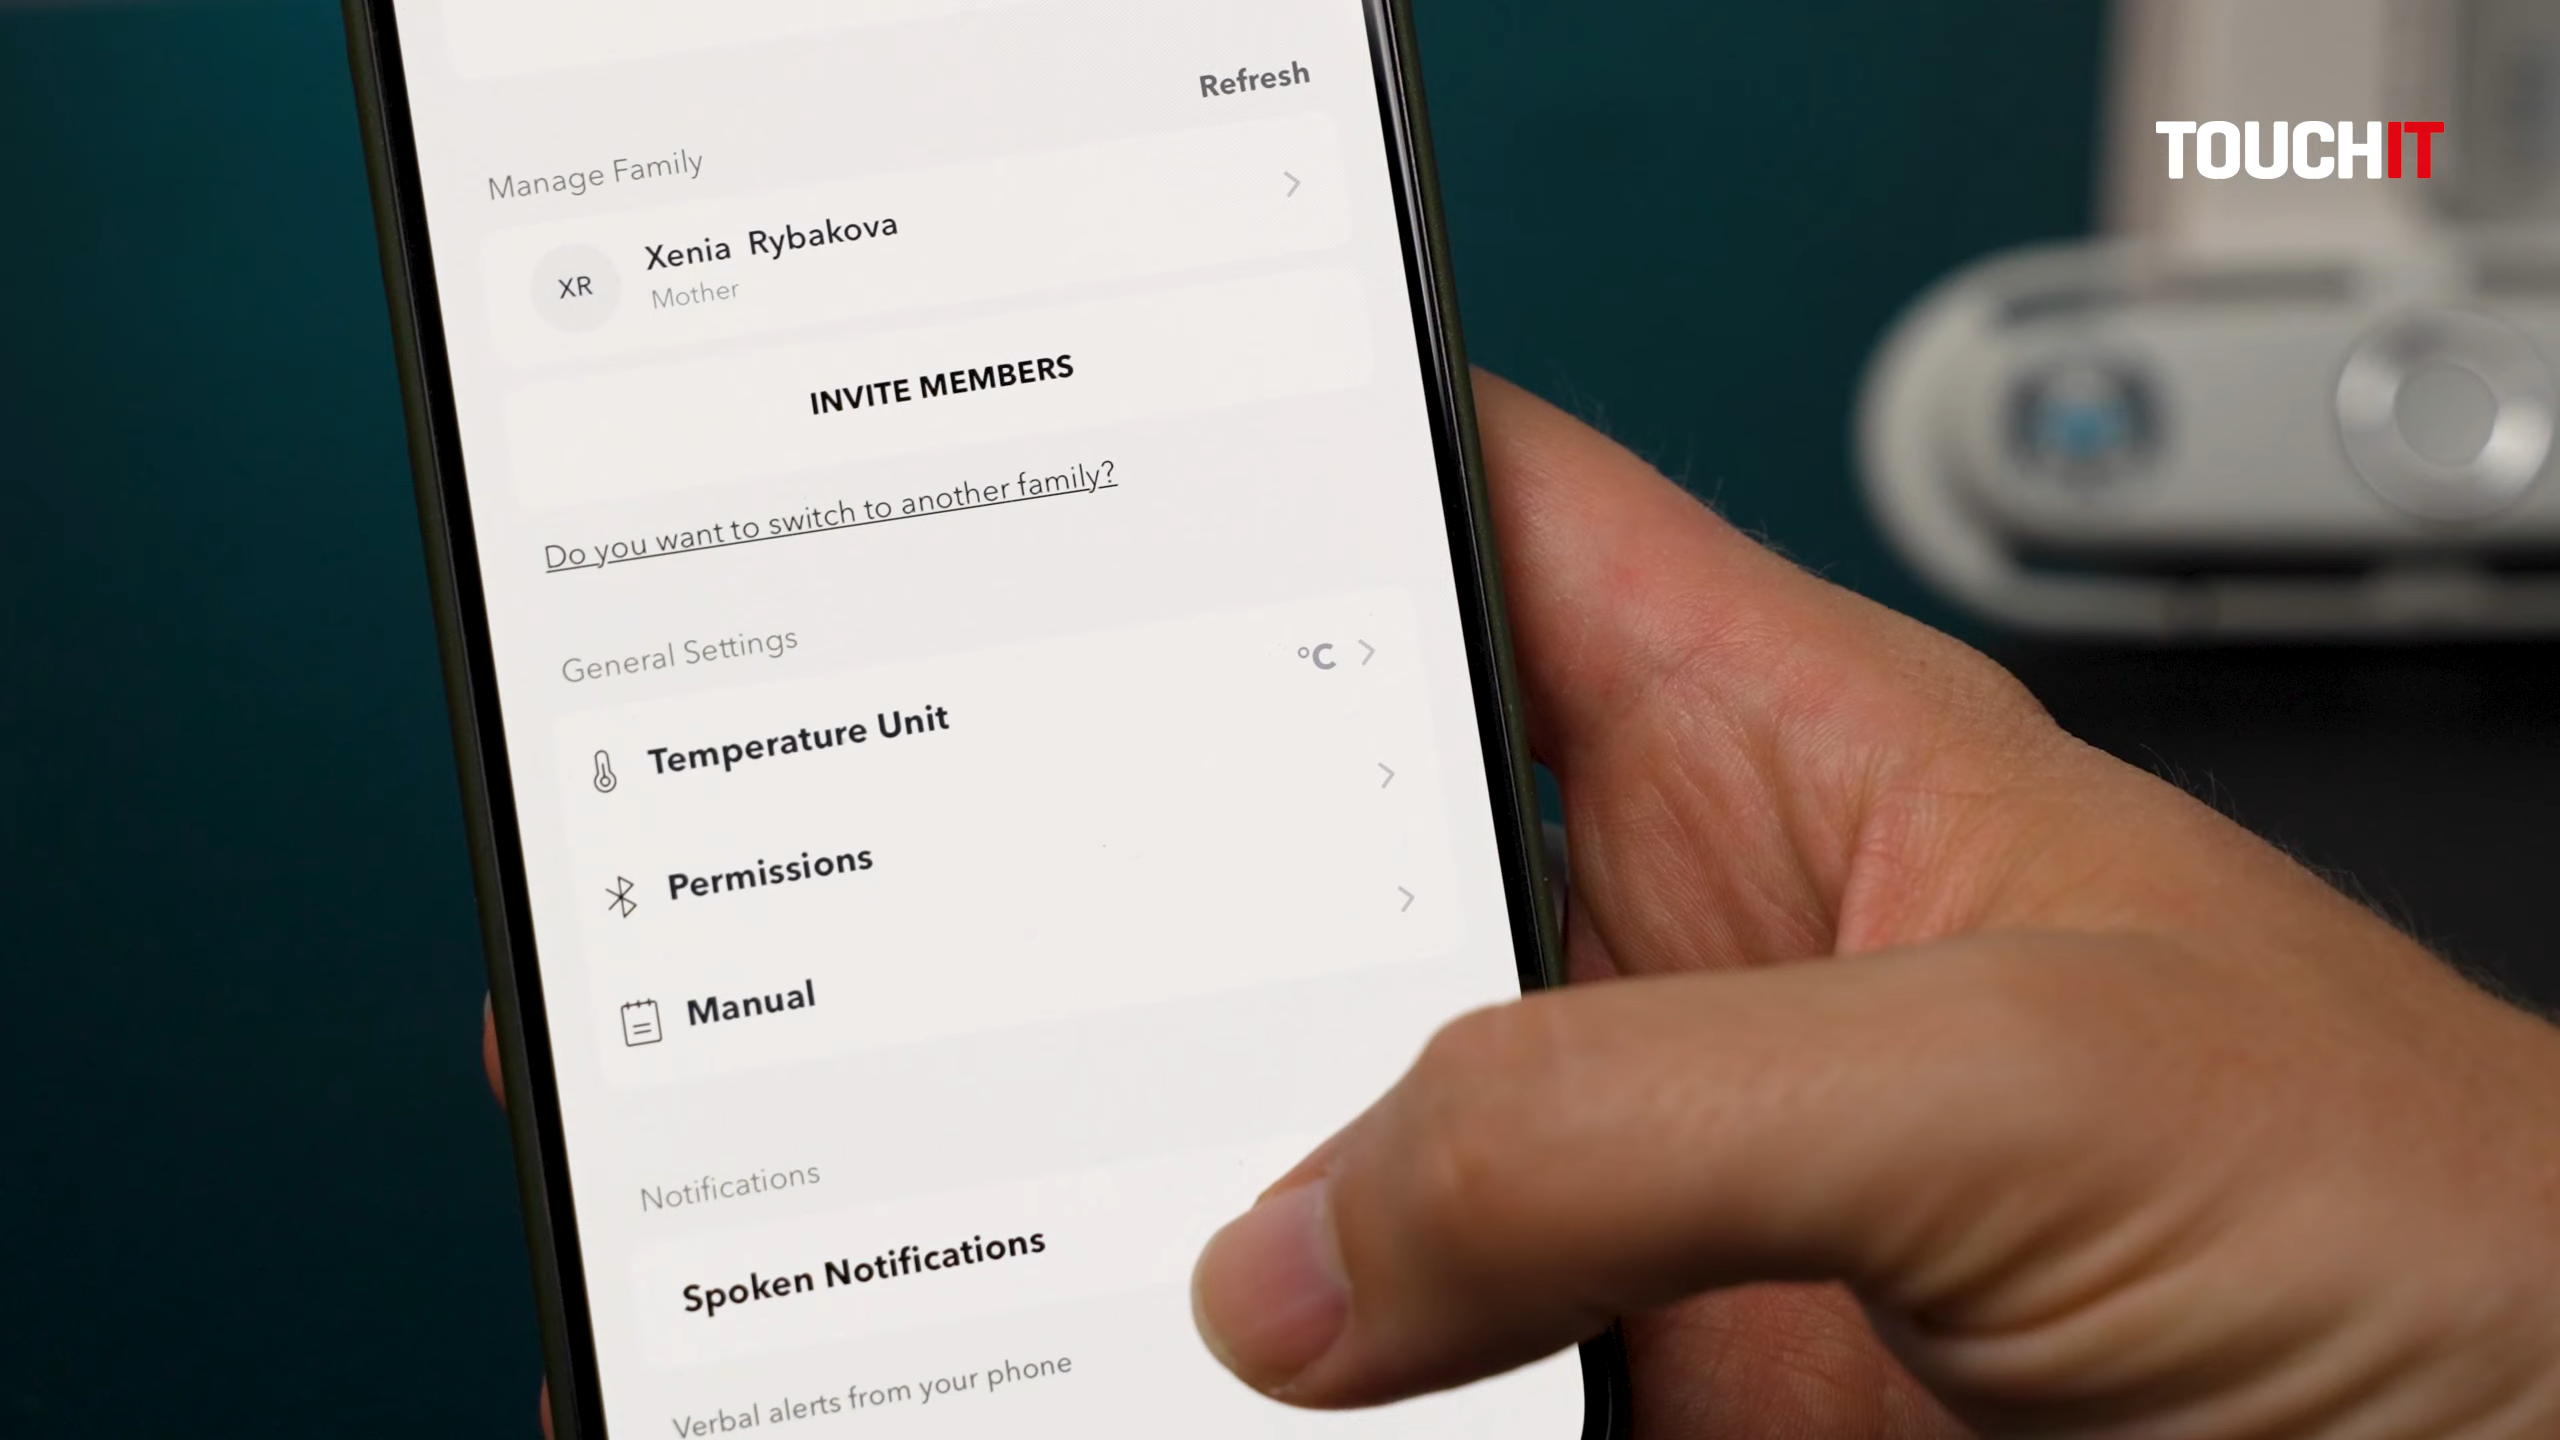 TOUCHIT
Refresh
Manage Family
XR
Xenia Rybakova
Mother
INVITE MEMBERS
Do you want to switch to another family?
General Settings
Temperature Unit
°C
Permissions
Manual
Notifications
Spoken Notifications
Verbal alerts from your phone